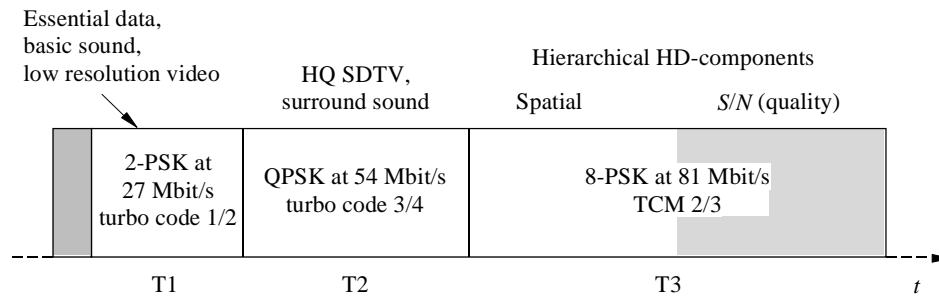 Essential data,
basic sound,
low resolution video
HQ SDTV,
surround sound
Hierarchical HD-components
Spatial
S/N (quality)
2-PSK at
27 Mbit/s
turbo code 1/2
QPSK at 54 Mbit/s
turbo code 3/4
8-PSK at 81 Mbit/s
TCM 2/3
T1
T2
T3
t